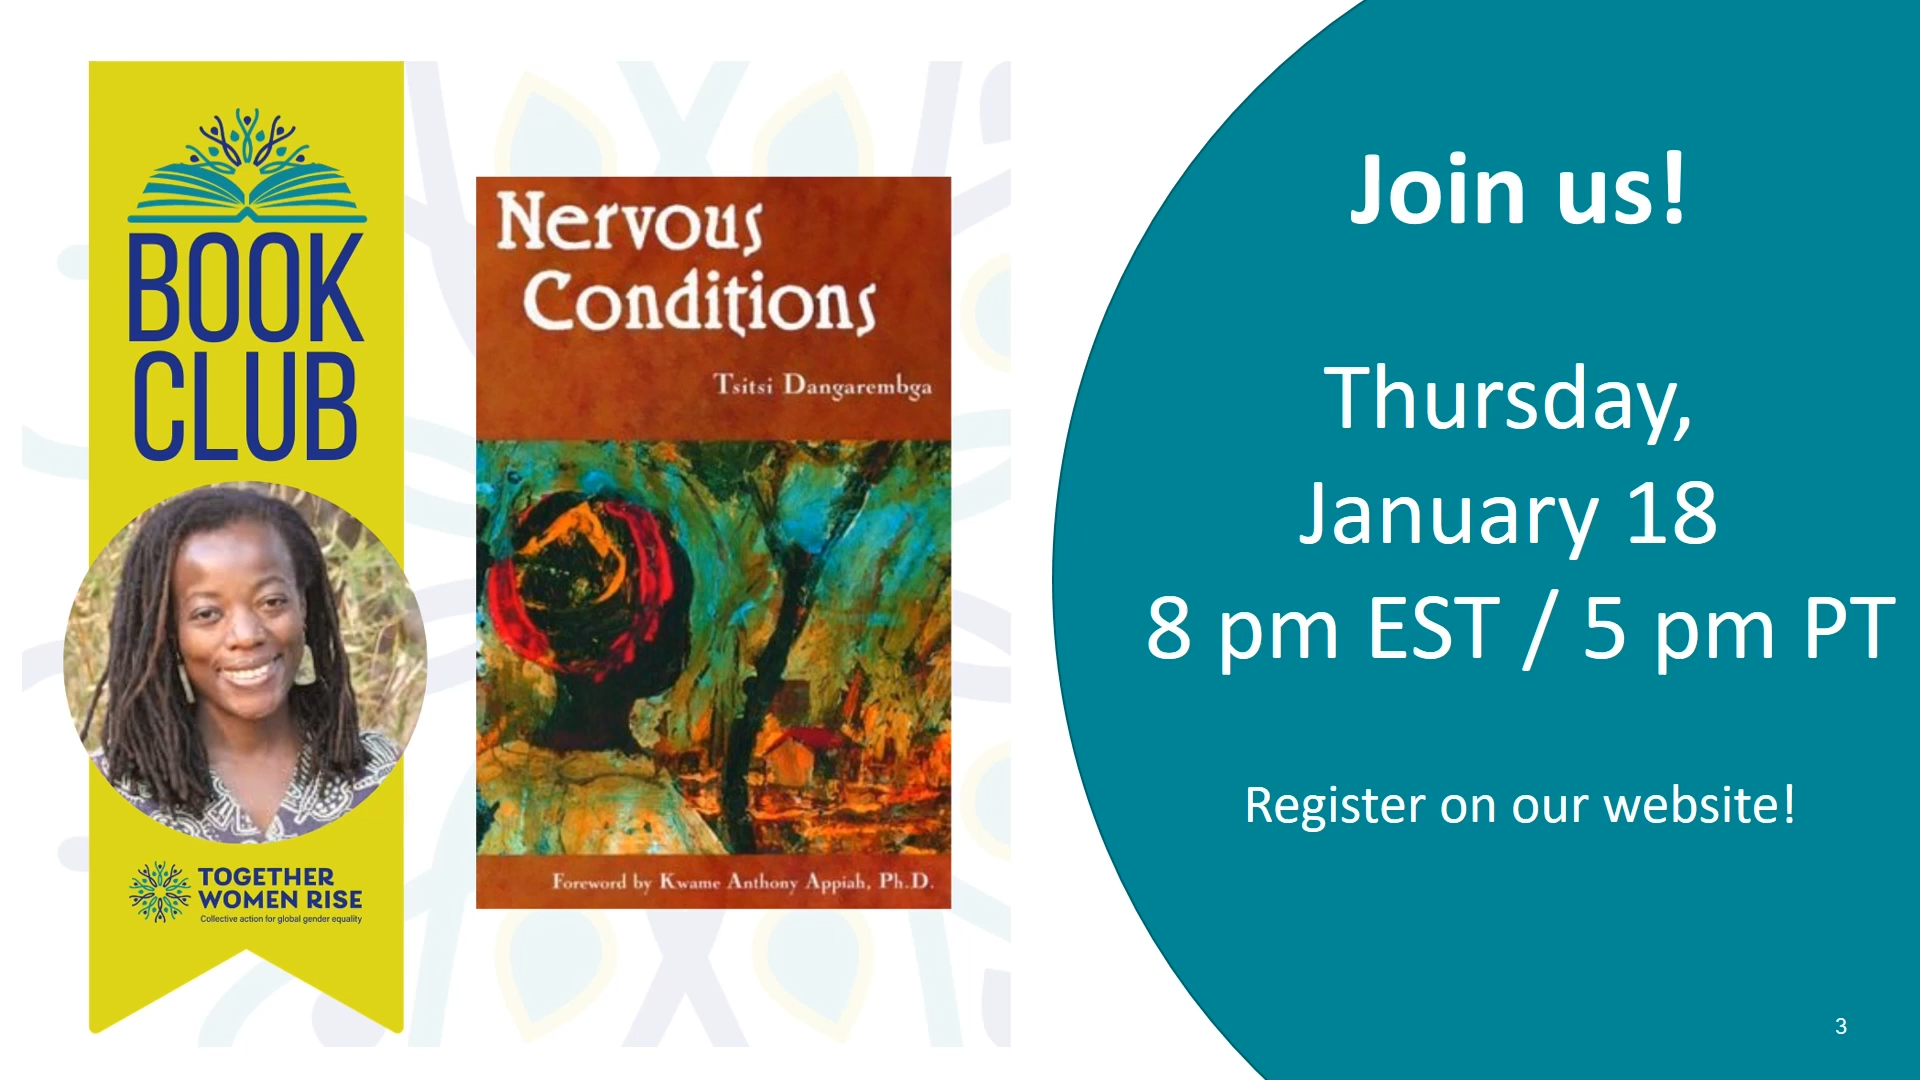 BOOK
CLUB
TOGETHER
WOMEN RISE
Collective action for global gender equality
Nervous
Conditions
Tsitsi Dangarembga
Foreword by Kwame Anthony Appiah, Ph.D.
Join us!
Thursday,
January 18
8 pm EST / 5 pm PT
Register on our website!
3